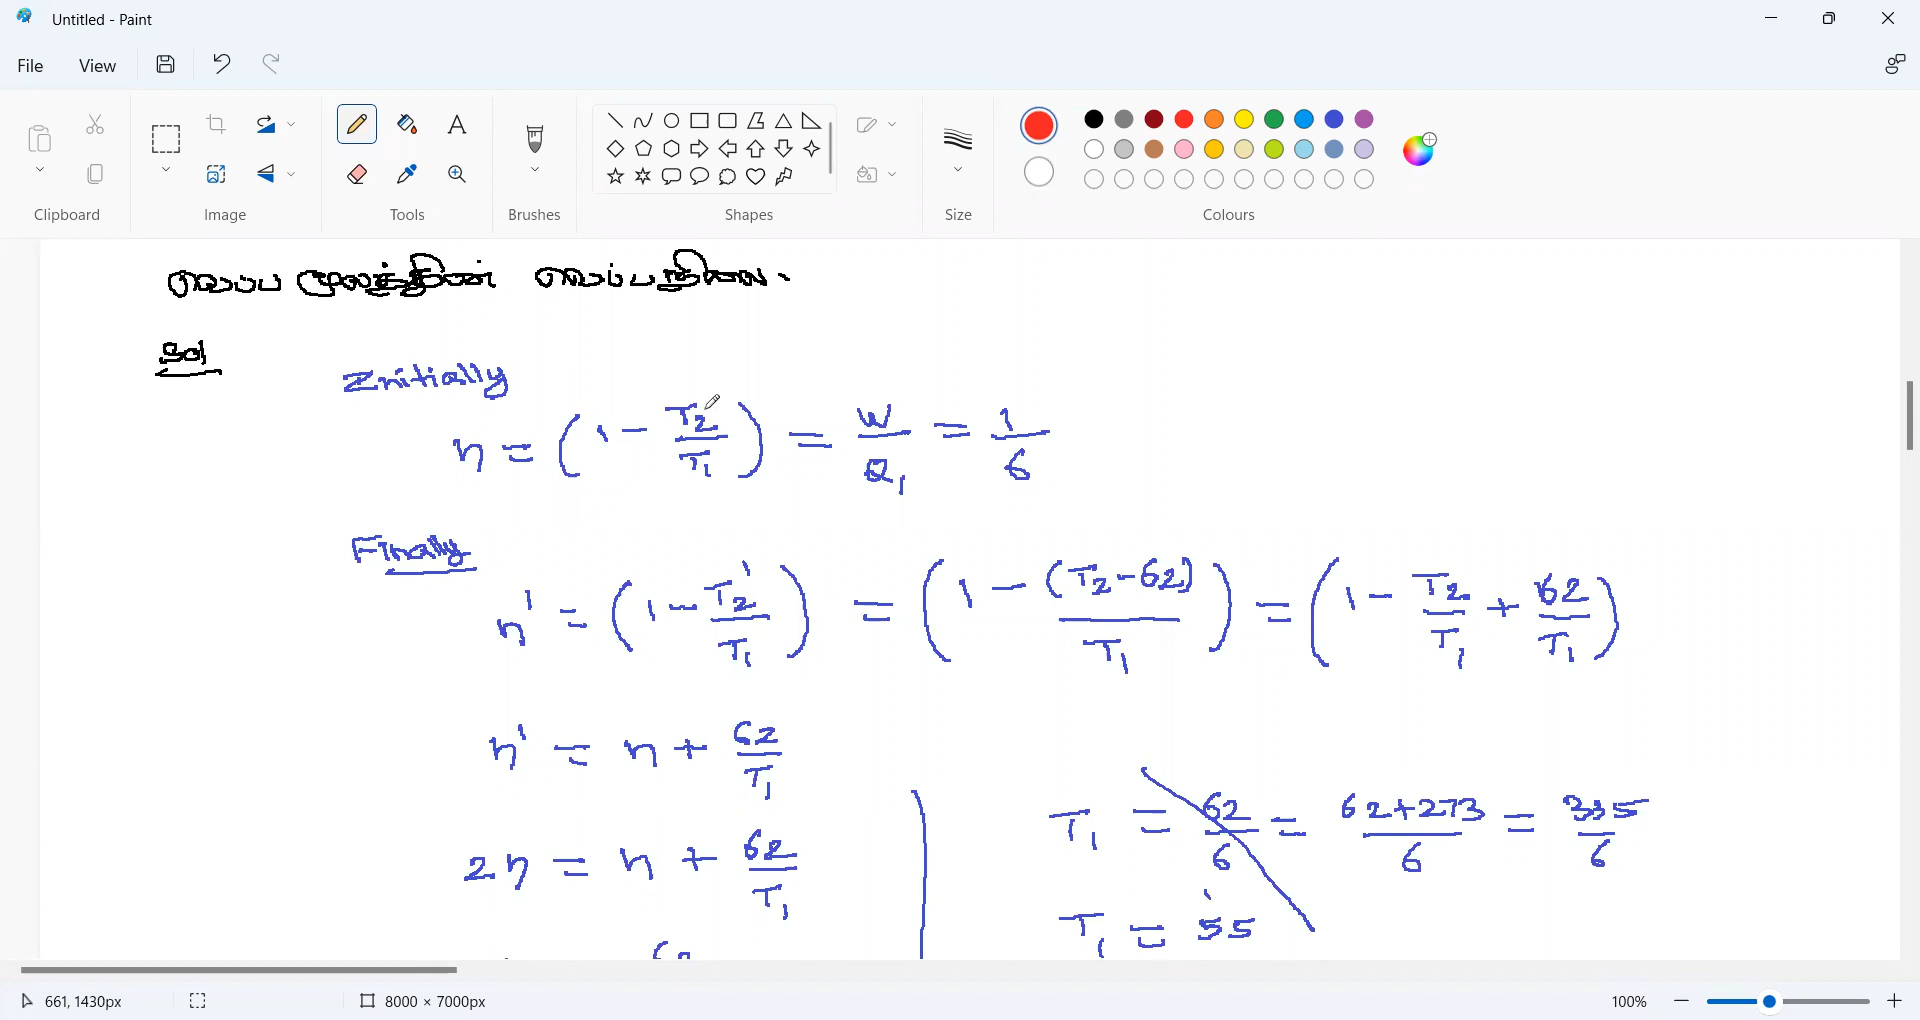 Untitled - Paint
File View
Clipboard Image Tools Brushes Shapes Size Colours
Sol
Initially
η = (1 - T₂/T₁) = W/Q₁ = 1/6
Finally
η' = (1 - T₂'/T₁) = (1 - (T₂-62)/T₁) = (1 - T₂/T₁ + 62/T₁)
η' = η + 62/T₁
T₁ = 62/6 = 62+273/6 = 335/6
2η = η + 62/T₁
T₁ = 55
661, 1430px 8000 × 7000px 100%